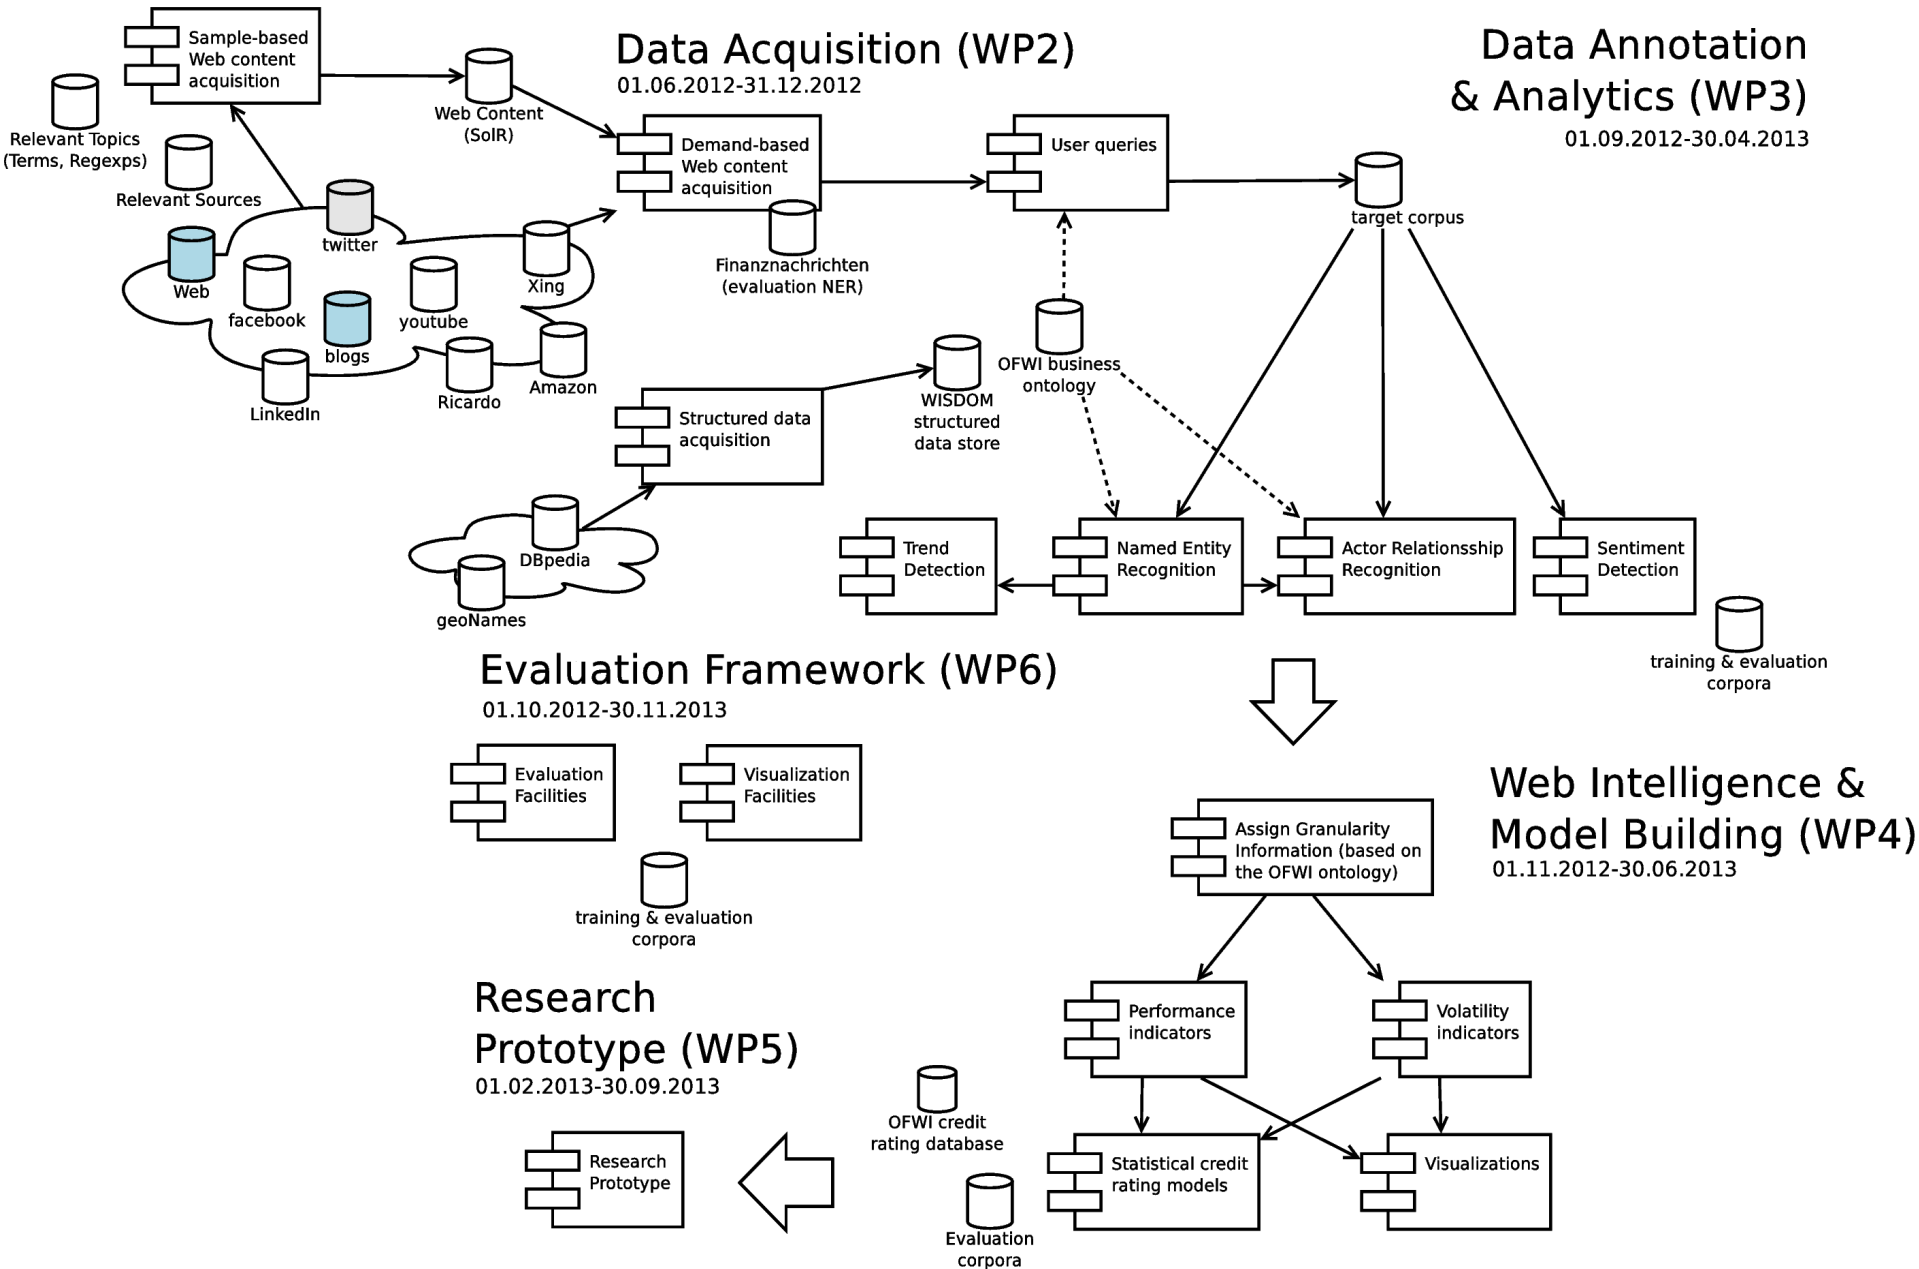 Sample-based
Web content
acquisition
Relevant Topics
(Terms, Regexps)
Relevant Sources
Web Content
(SolR)
Data Acquisition (WP2)
01.06.2012-31.12.2012
Demand-based
Web content
acquisition
Finanznachrichten
(evaluation NER)
User queries
Data Annotation
& Analytics (WP3)
01.09.2012-30.04.2013
target corpus
twitter
Web
facebook
blogs
youtube
Xing
LinkedIn
Ricardo
Amazon
Structured data
acquisition
WISDOM
structured
data store
OFWI business
ontology
DBpedia
geoNames
Trend
Detection
Named Entity
Recognition
Actor Relationsship
Recognition
Sentiment
Detection
training & evaluation
corpora
Evaluation Framework (WP6)
01.10.2012-30.11.2013
Evaluation
Facilities
Visualization
Facilities
training & evaluation
corpora
Web Intelligence &
Model Building (WP4)
01.11.2012-30.06.2013
Assign Granularity
Information (based on
the OFWI ontology)
Performance
indicators
Volatility
indicators
Statistical credit
rating models
Visualizations
Research
Prototype (WP5)
01.02.2013-30.09.2013
Research
Prototype
OFWI credit
rating database
Evaluation
corpora